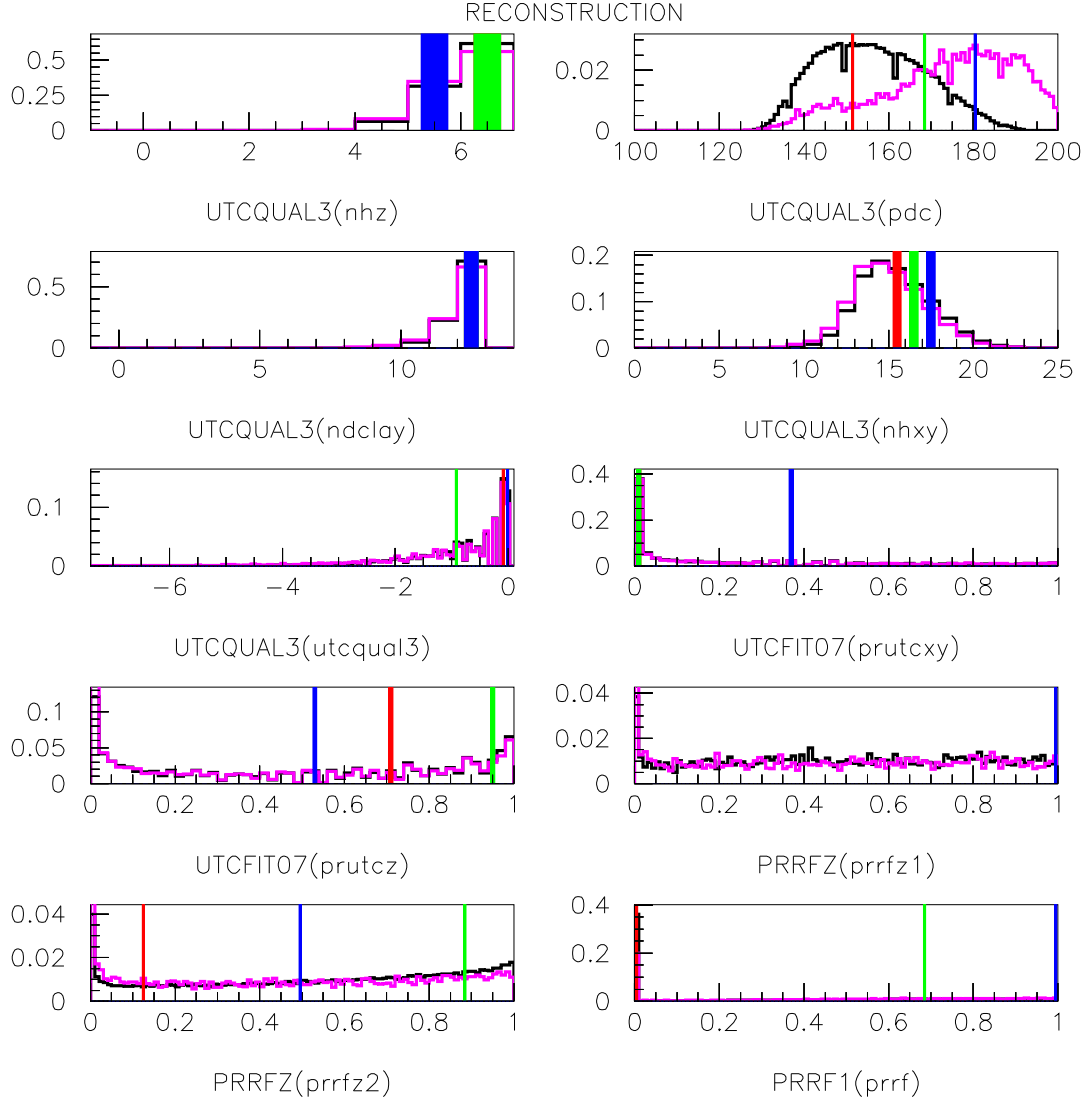 RECONSTRUCTION
0.5
0.25
0
0 2 4 6
UTCQUAL3(nhz)
0.02
0
100 120 140 160 180 200
UTCQUAL3(pdc)
0.5
0
0 5 10
UTCQUAL3(ndclay)
0.2
0.1
0
0 5 10 15 20 25
UTCQUAL3(nhxy)
0.1
0
−6 −4 −2 0
UTCQUAL3(utcqual3)
0.4
0.2
0
0 0.2 0.4 0.6 0.8 1
UTCFIT07(prutcxy)
0.1
0.05
0
0 0.2 0.4 0.6 0.8 1
UTCFIT07(prutcz)
0.04
0.02
0
0 0.2 0.4 0.6 0.8 1
PRRFZ(prrfz1)
0.04
0.02
0
0 0.2 0.4 0.6 0.8 1
PRRFZ(prrfz2)
0.4
0.2
0
0 0.2 0.4 0.6 0.8 1
PRRF1(prrf)